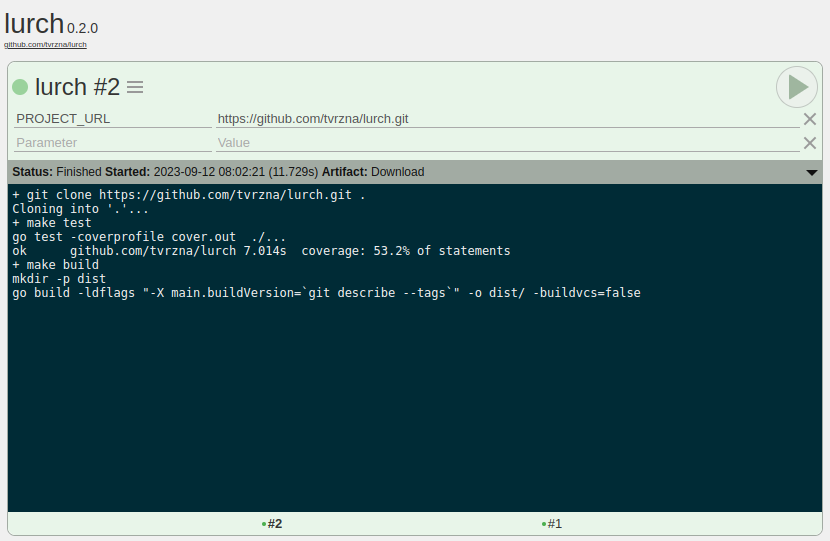 lurch 0.2.0
github.com/tvrzna/lurch
lurch #2
PROJECT_URL https://github.com/tvrzna/lurch.git
Parameter Value
Status: Finished Started: 2023-09-12 08:02:21 (11.729s) Artifact: Download
+ git clone https://github.com/tvrzna/lurch.git .
Cloning into '.'...
+ make test
go test -coverprofile cover.out  ./...
ok      github.com/tvrzna/lurch 7.014s  coverage: 53.2% of statements
+ make build
mkdir -p dist
go build -ldflags "-X main.buildVersion=`git describe --tags`" -o dist/ -buildvcs=false
#2 #1